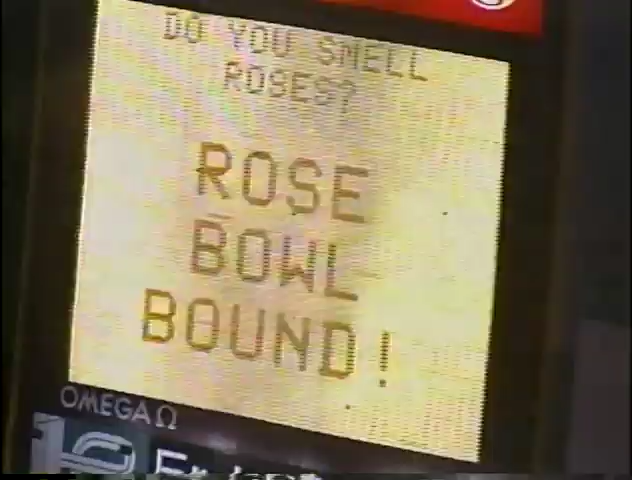 DO YOU SMELL
ROSES?
ROSE
BOWL
BOUND!
OMEGA Ω